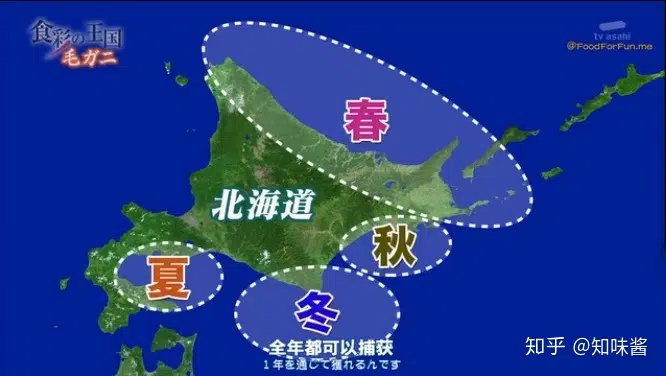 食彩の王国
毛ガニ
tv asahi
@FoodForFun.me
春
北海道
秋
夏
冬
全年都可以捕获
1年を通じて獲れるんです
知乎 @知味酱